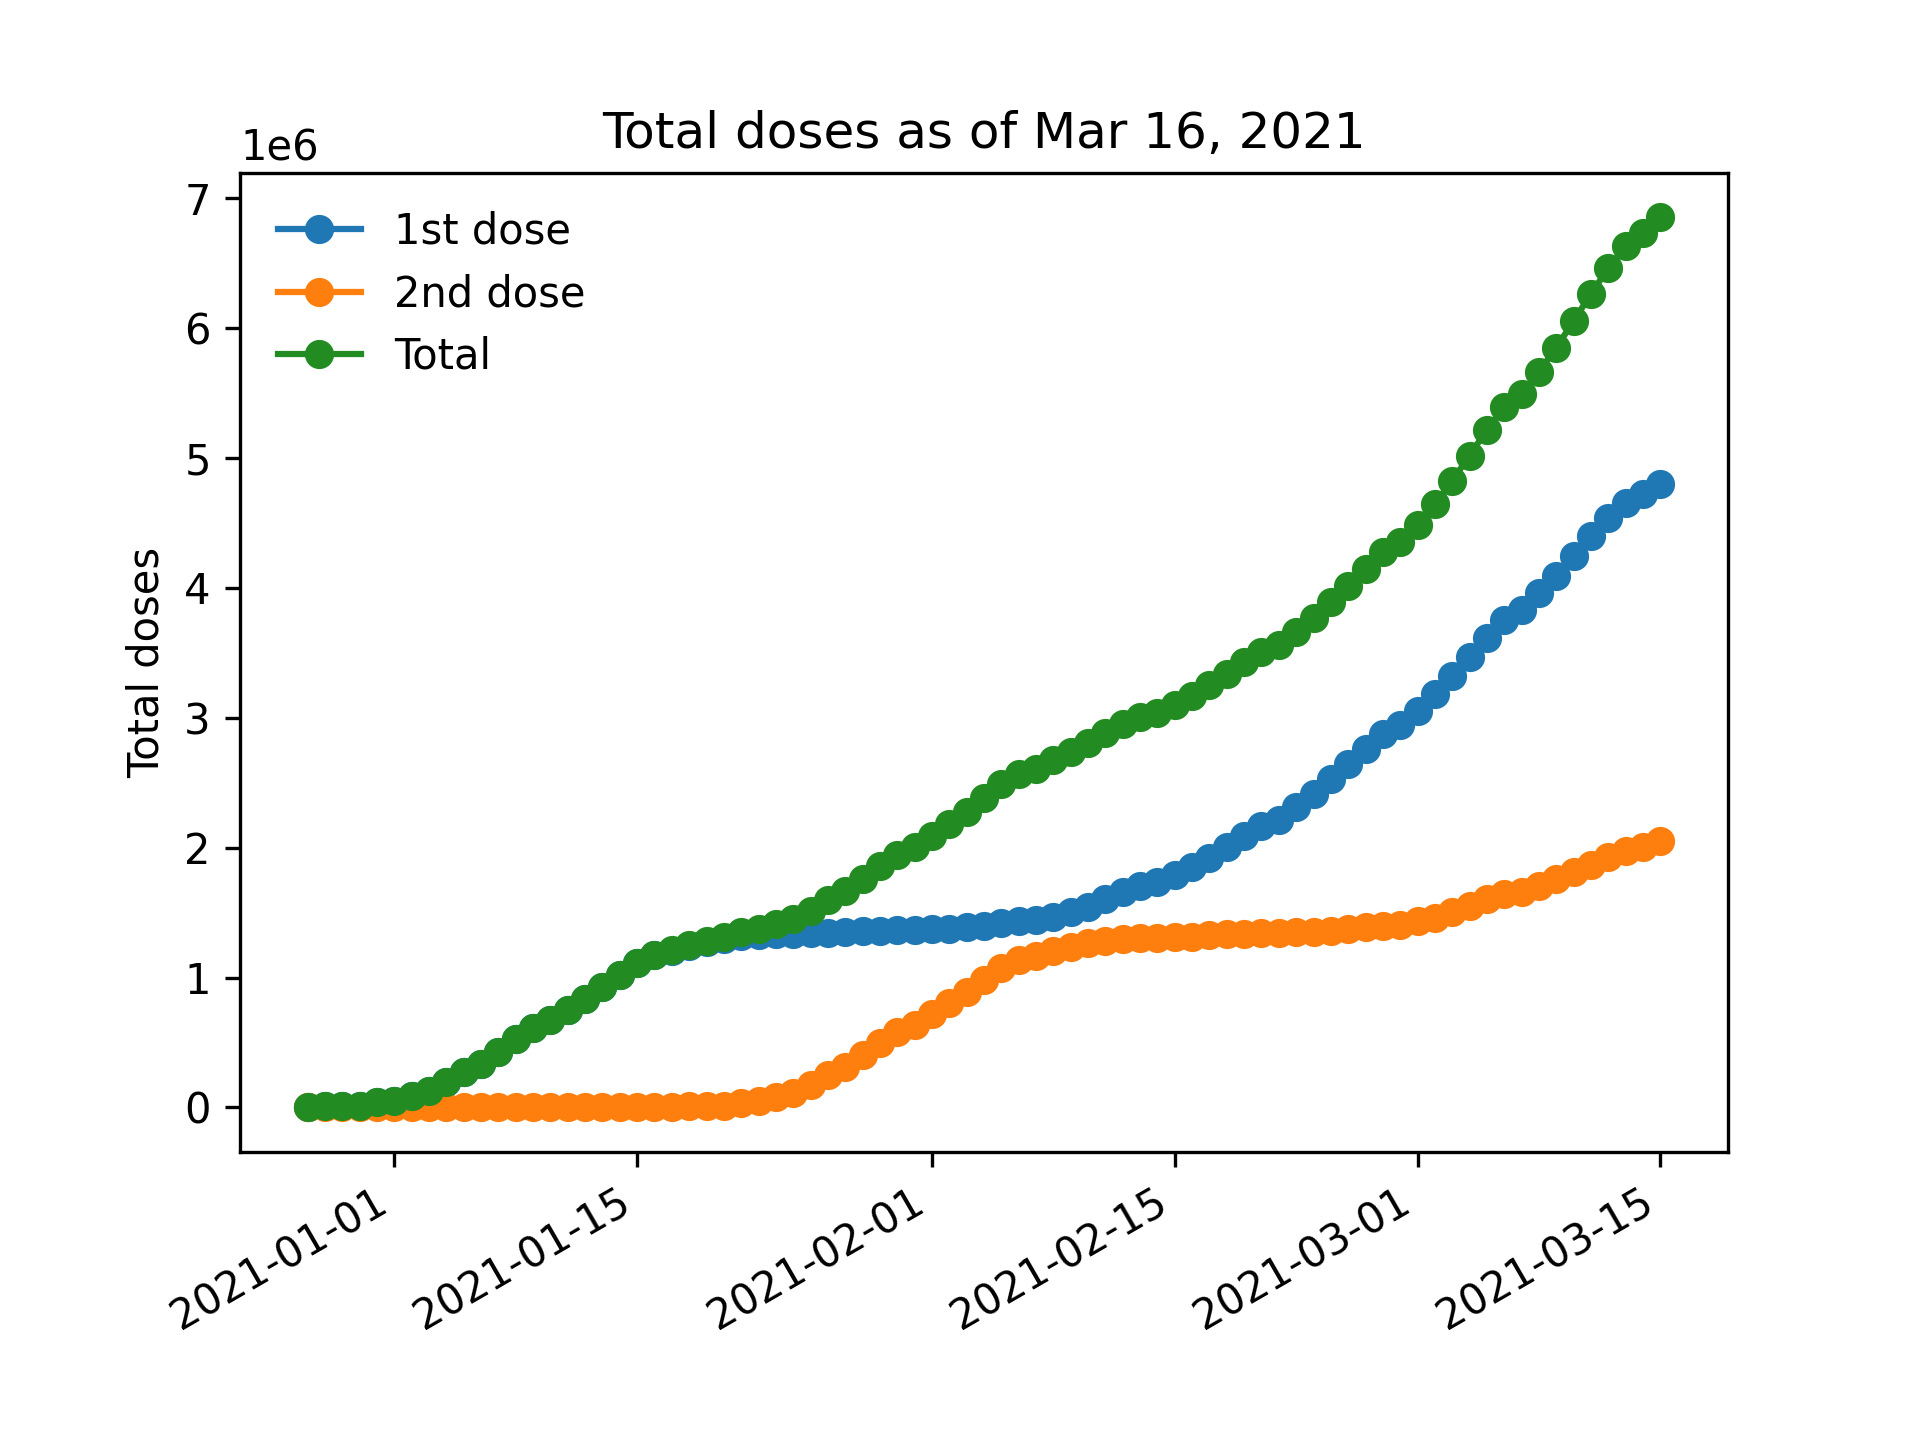 Total doses as of Mar 16, 2021
1e6
7
6
5
4
3
2
1
0
Total doses
1st dose
2nd dose
Total
2021-01-01
2021-01-15
2021-02-01
2021-02-15
2021-03-01
2021-03-15